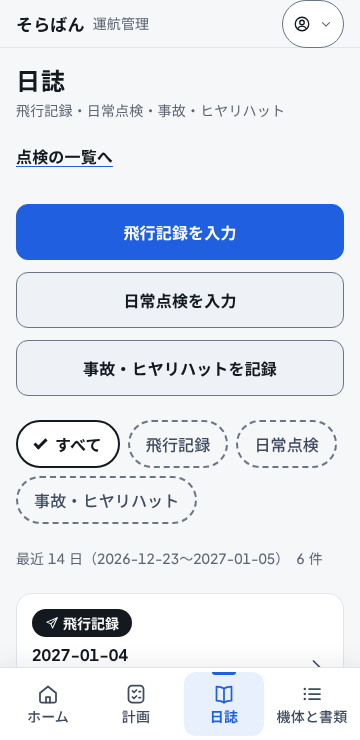 そらばん 運航管理
日誌
飛行記録・日常点検・事故・ヒヤリハット
点検の一覧へ
飛行記録を入力
日常点検を入力
事故・ヒヤリハットを記録
すべて 飛行記録 日常点検
事故・ヒヤリハット
最近 14 日（2026-12-23〜2027-01-05） 6 件
飛行記録
2027-01-04
ホーム 計画 日誌 機体と書類